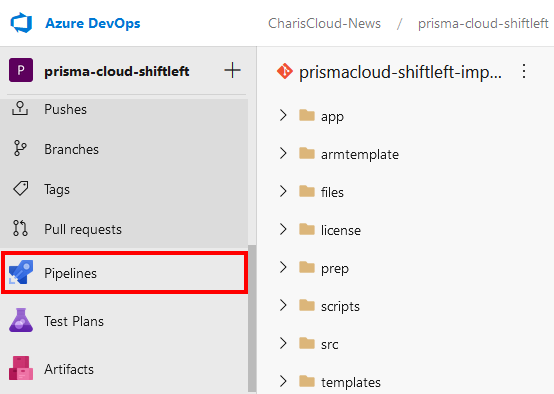 Azure DevOps
CharisCloud-News / prisma-cloud-shiftleft
P prisma-cloud-shiftleft +
Pushes
Branches
Tags
Pull requests
Pipelines
Test Plans
Artifacts
prismacloud-shiftleft-imp...
app
armtemplate
files
license
prep
scripts
src
templates